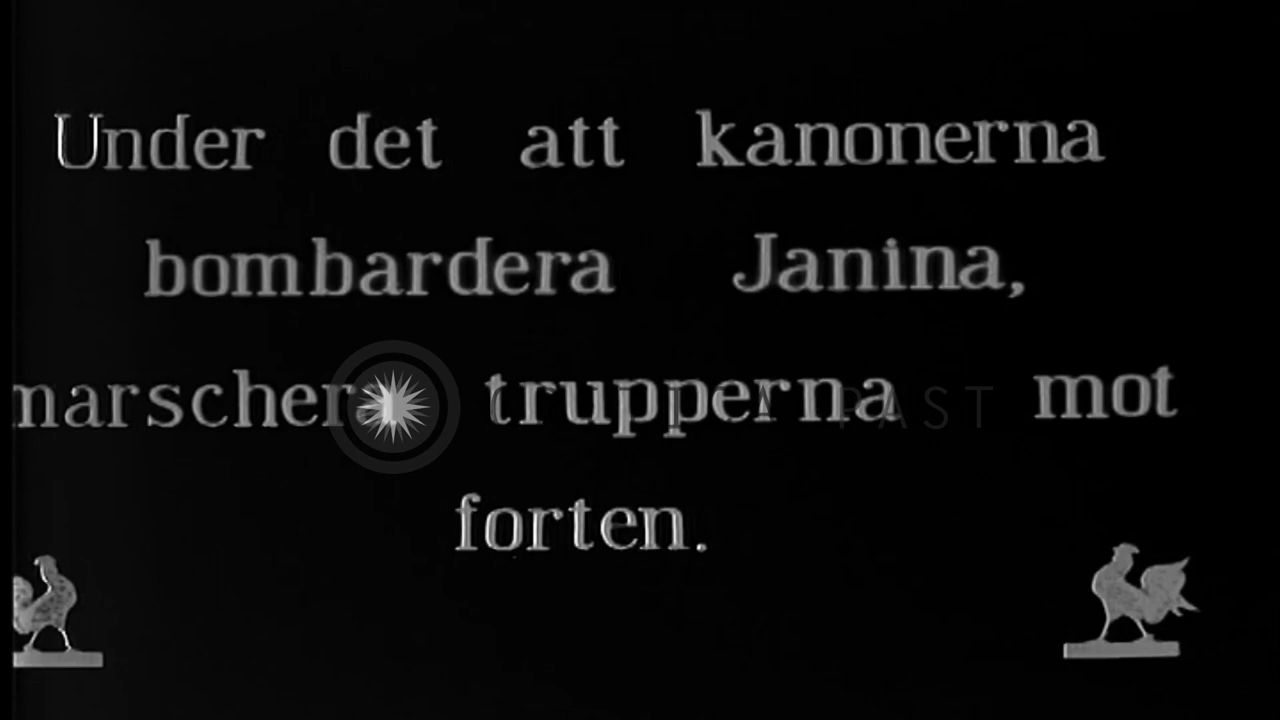 Under det att kanonerna
bombardera Janina,
marschera trupperna mot
forten.